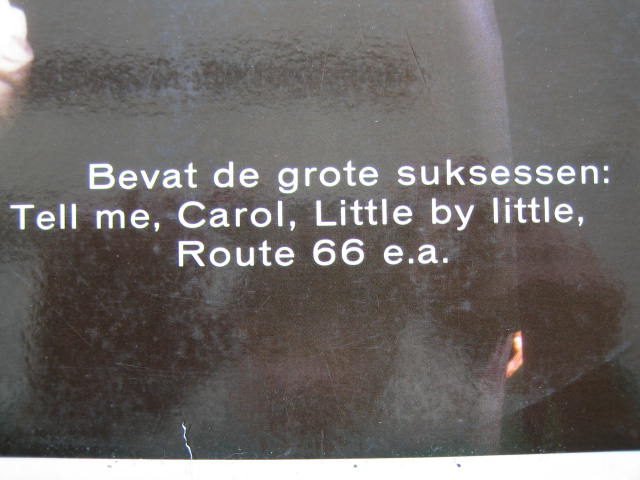 Bevat de grote suksessen:
Tell me, Carol, Little by little,
Route 66 e.a.